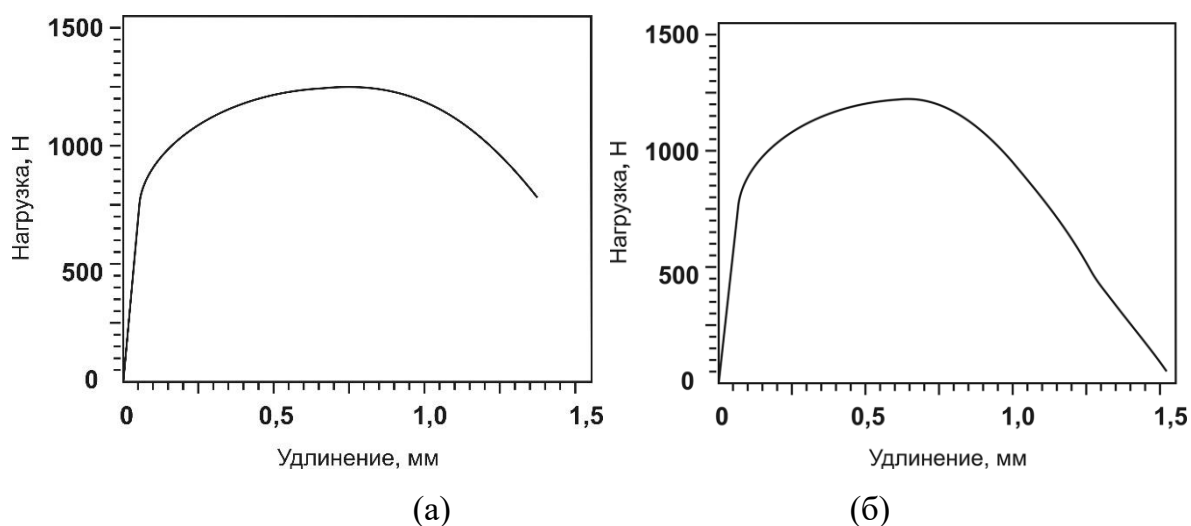 1500
1000
500
0
Нагрузка, Н
0 0,5 1,0 1,5
Удлинение, мм
(а)
1500
1000
500
0
Нагрузка, Н
0 0,5 1,0 1,5
Удлинение, мм
(б)